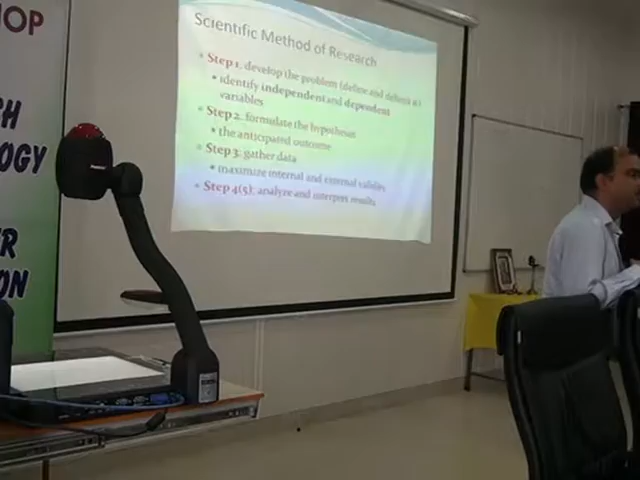 HOP
CH
OGY
R
ON
Scientific Method of Research
Step 1: develop the problem (define and delimit it)
identify independent and dependent
variables
Step 2: formulate the hypothesis
the anticipated outcome
Step 3: gather data
maximize internal and external validity
Step 4(5): analyze and interpret results